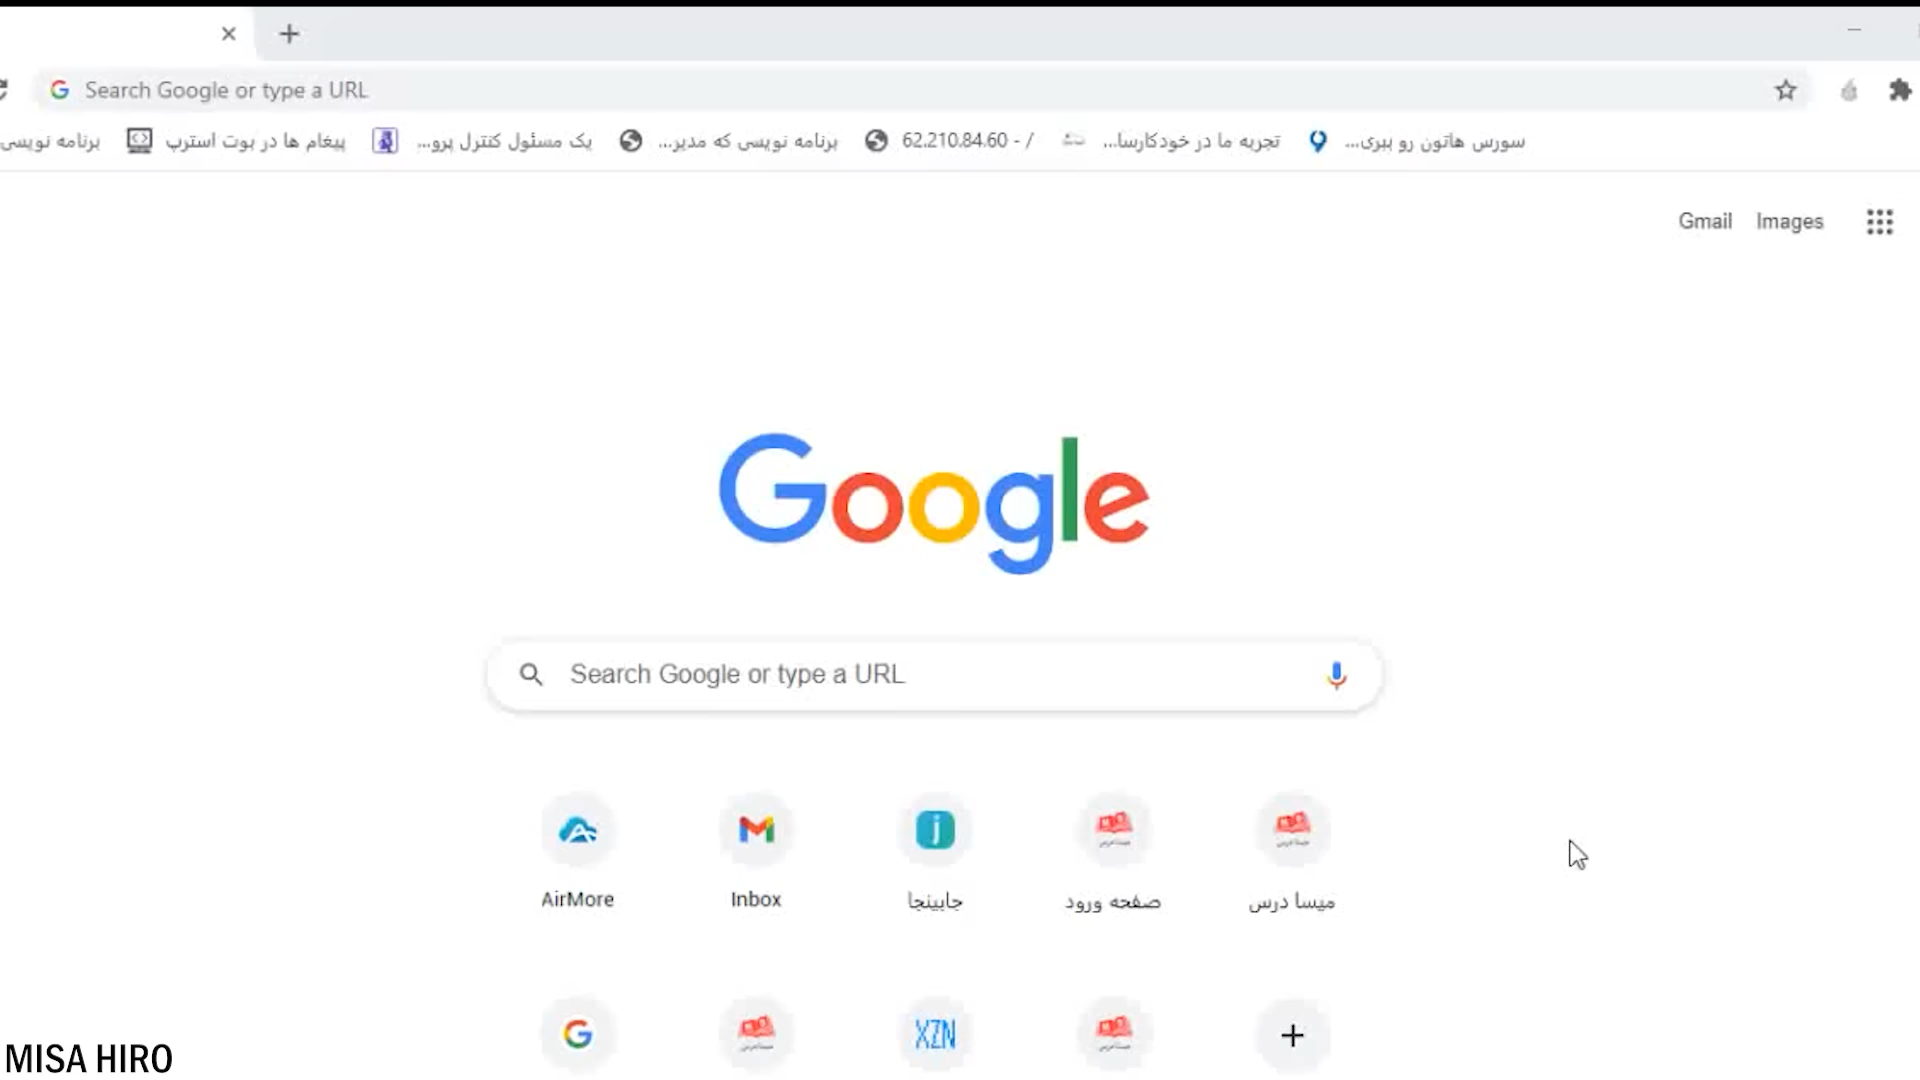 Search Google or type a URL
برنامه نویسی
پیغام ها در بوت استرپ
یک مسئول کنترل پرو...
برنامه نویسی که مدیر...
62.210.84.60 - /
تجربه ما در خودکارسا...
سورس هاتون رو ببری...
Gmail
Images
Google
Search Google or type a URL
AirMore
Inbox
جابینجا
صفحه ورود
میسا درس
XZN
MISA HIRO